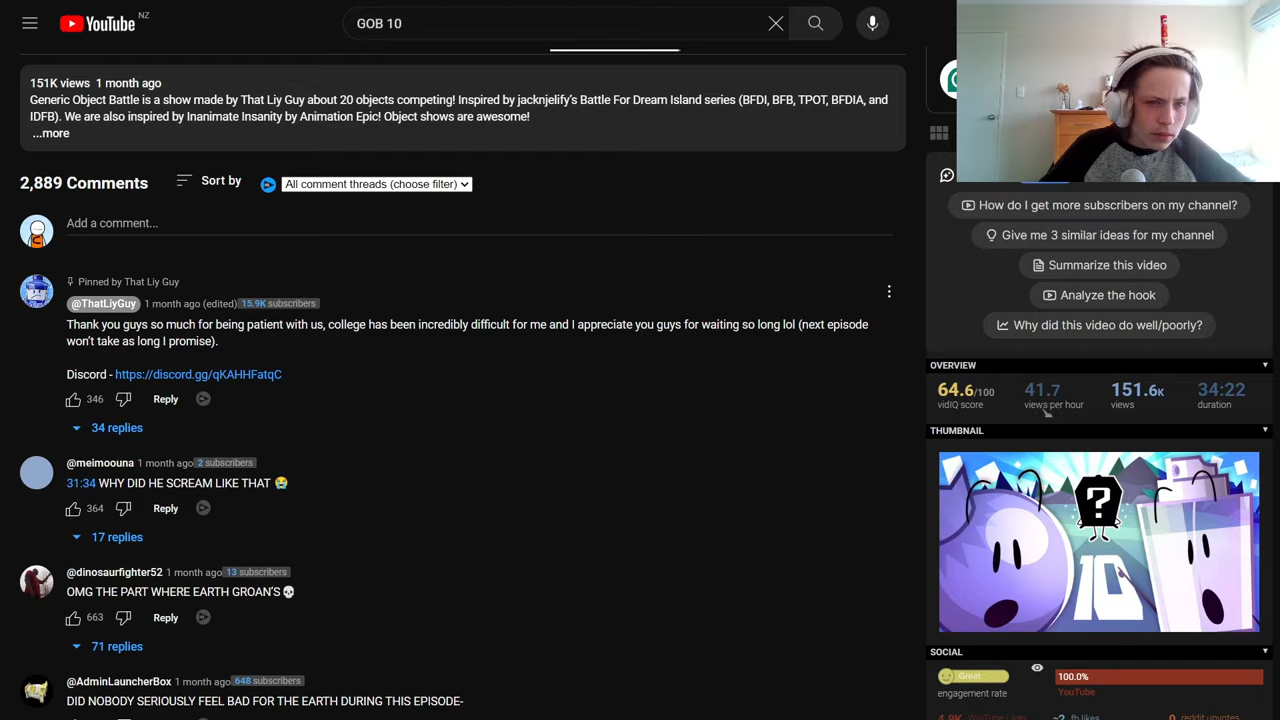 YouTube NZ
GOB 10
151K views 1 month ago
Generic Object Battle is a show made by That Liy Guy about 20 objects competing! Inspired by jacknjelify's Battle For Dream Island series (BFDI, BFB, TPOT, BFDIA, and
IDFB). We are also inspired by Inanimate Insanity by Animation Epic! Object shows are awesome!
...more
2,889 Comments
Sort by
All comment threads (choose filter)
Add a comment...
Pinned by That Liy Guy
@ThatLiyGuy 1 month ago (edited) 15.9K subscribers
Thank you guys so much for being patient with us, college has been incredibly difficult for me and I appreciate you guys for waiting so long lol (next episode
won't take as long I promise).
Discord - https://discord.gg/qKAHHFatqC
346 Reply
34 replies
@meimoouna 1 month ago 2 subscribers
31:34 WHY DID HE SCREAM LIKE THAT 😭
364 Reply
17 replies
@dinosaurfighter52 1 month ago 13 subscribers
OMG THE PART WHERE EARTH GROAN'S💀
663 Reply
71 replies
@AdminLauncherBox 1 month ago 648 subscribers
DID NOBODY SERIOUSLY FEEL BAD FOR THE EARTH DURING THIS EPISODE-
How do I get more subscribers on my channel?
Give me 3 similar ideas for my channel
Summarize this video
Analyze the hook
Why did this video do well/poorly?
OVERVIEW
64.6/100 41.7 151.6K 34:22
vidIQ score views per hour views duration
THUMBNAIL
?
10
SOCIAL
Great 100.0%
engagement rate YouTube